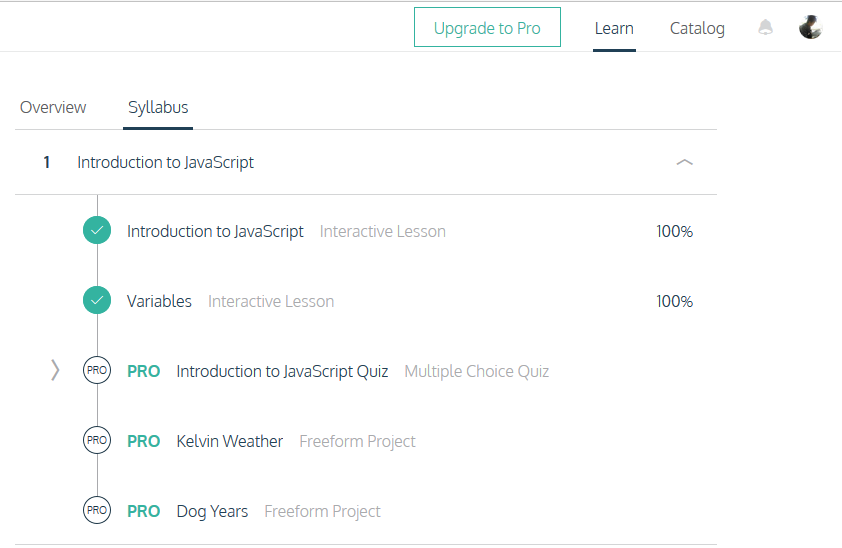 Upgrade to Pro Learn Catalog
Overview Syllabus
1 Introduction to JavaScript
Introduction to JavaScript Interactive Lesson 100%
Variables Interactive Lesson 100%
PRO PRO Introduction to JavaScript Quiz Multiple Choice Quiz
PRO PRO Kelvin Weather Freeform Project
PRO PRO Dog Years Freeform Project